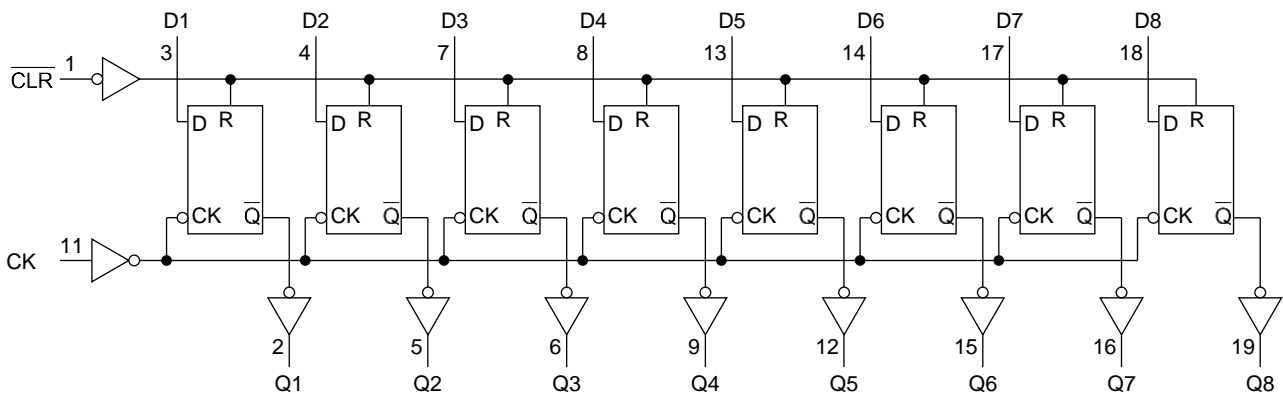 D1 D2 D3 D4 D5 D6 D7 D8
3 4 7 8 13 14 17 18
C̅L̅R̅ 1
D R D R D R D R D R D R D R D R
CK Q̅ CK Q̅ CK Q̅ CK Q̅ CK Q̅ CK Q̅ CK Q̅ CK Q̅
CK 11
2 5 6 9 12 15 16 19
Q1 Q2 Q3 Q4 Q5 Q6 Q7 Q8